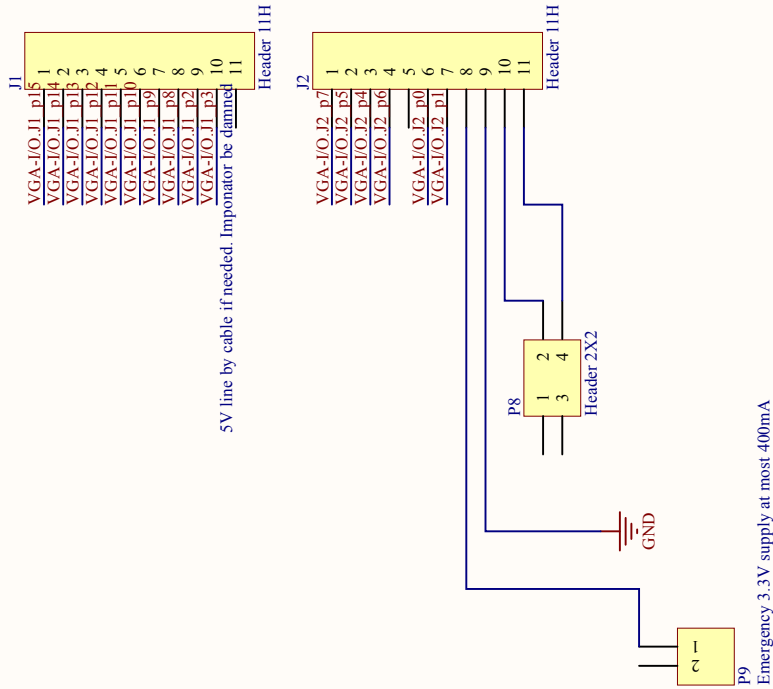 J1
1
2
3
4
5
6
7
8
9
10
11
Header 11H
VGA-I/O.J1_p15
VGA-I/O.J1_p14
VGA-I/O.J1_p13
VGA-I/O.J1_p12
VGA-I/O.J1_p11
VGA-I/O.J1_p10
VGA-I/O.J1_p9
VGA-I/O.J1_p8
VGA-I/O.J1_p2
VGA-I/O.J1_p3
5V line by cable if needed. Imponator be damned
J2
1
2
3
4
5
6
7
8
9
10
11
Header 11H
VGA-I/O.J2_p7
VGA-I/O.J2_p5
VGA-I/O.J2_p4
VGA-I/O.J2_p6
VGA-I/O.J2_p0
VGA-I/O.J2_p1
P8
1
2
3
4
Header 2X2
GND
P9
1
2
Emergency 3.3V supply at most 400mA